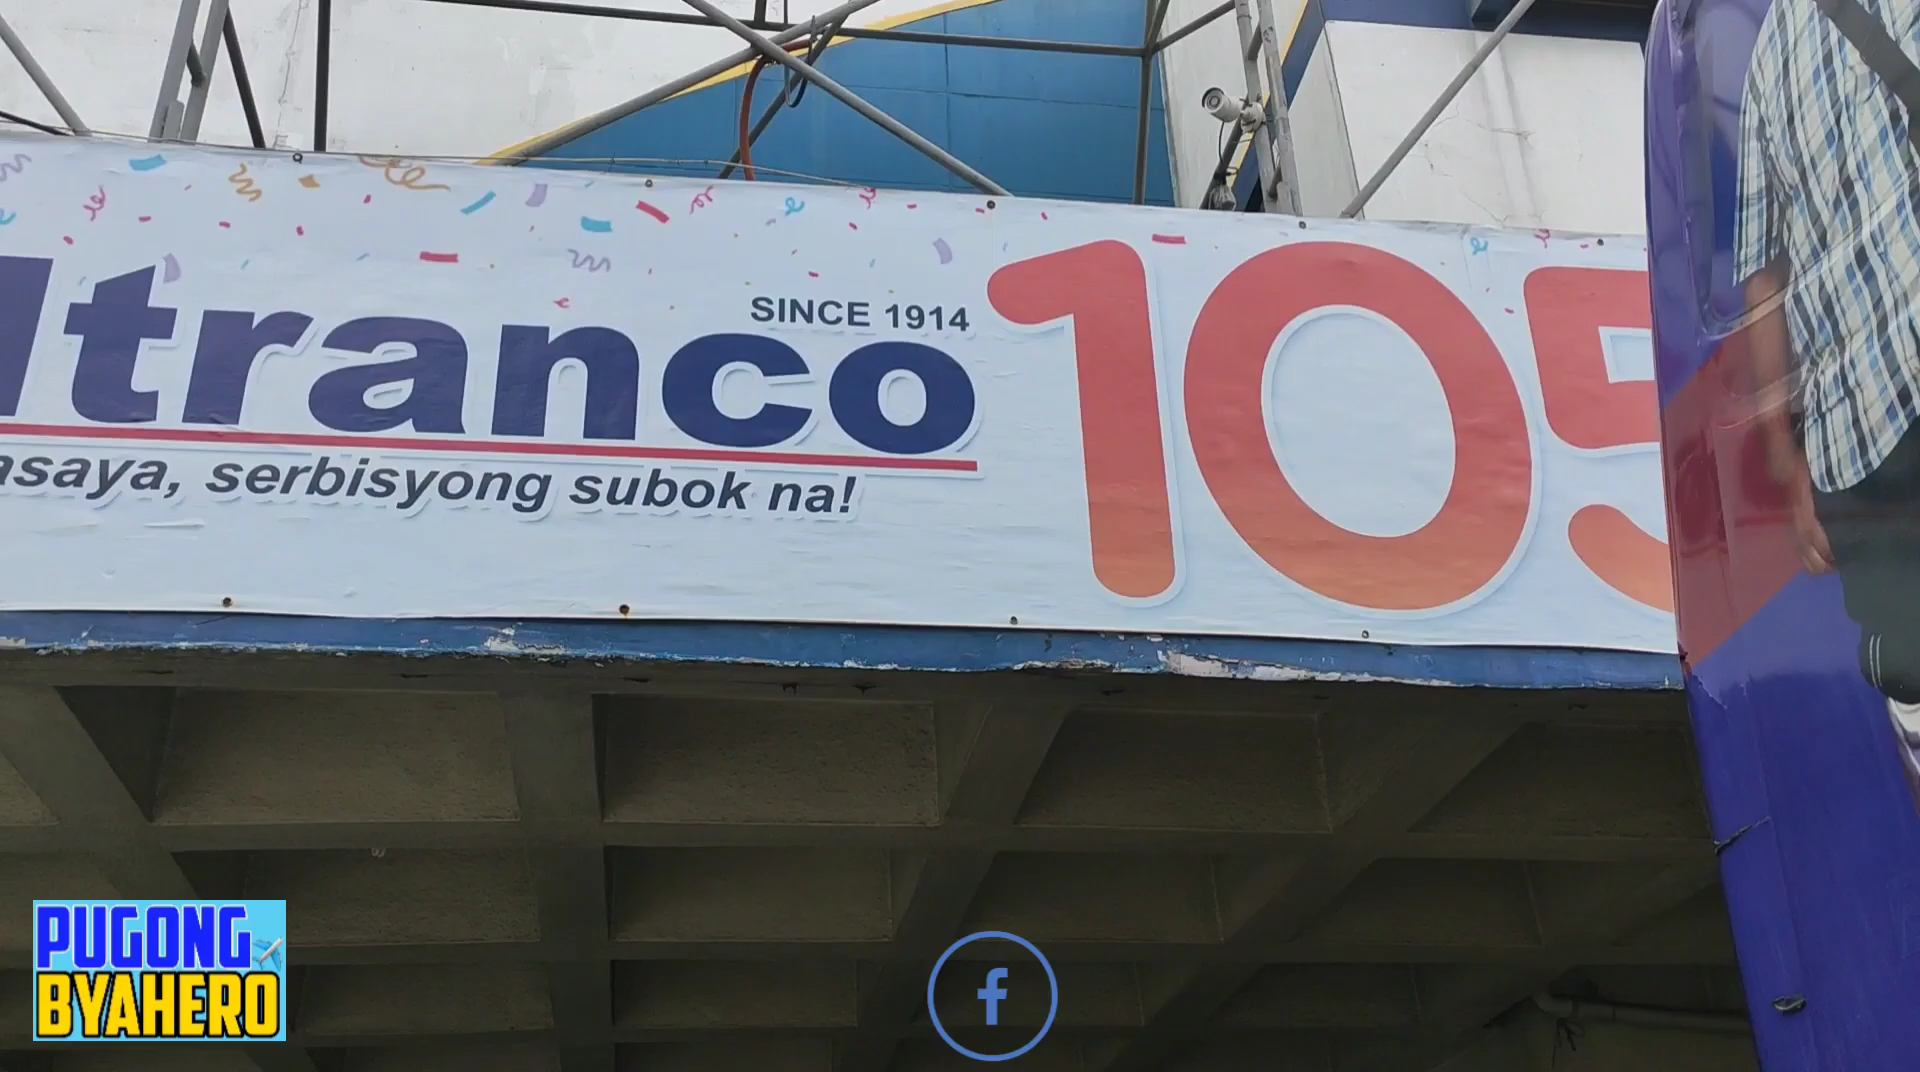 SINCE 1914
ltranco
105
asaya, serbisyong subok na!
PUGONG
BYAHERO
f